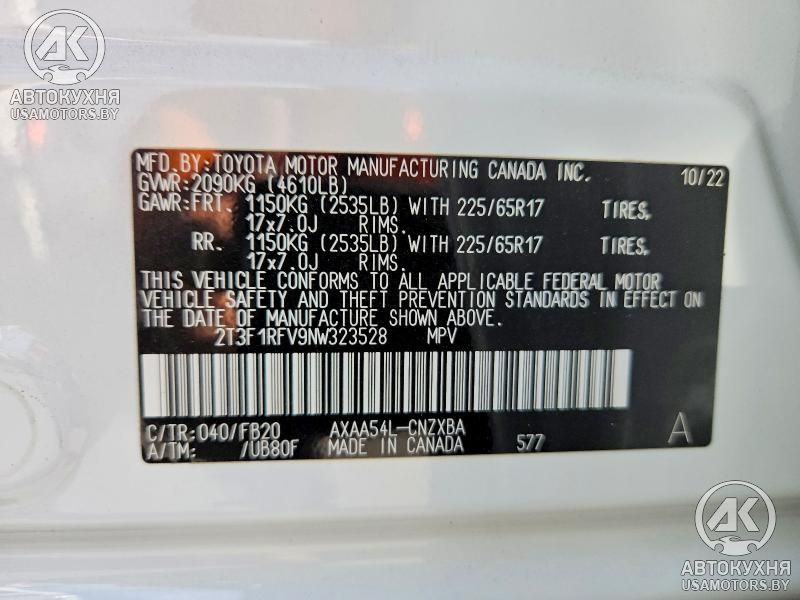 AK
АВТОКУХНЯ
USAMOTORS.BY
MFD.BY:TOYOTA MOTOR MANUFACTURING CANADA INC. 10/22
GVWR:2090KG (4610LB)
GAWR:FRT. 1150KG (2535LB) WITH 225/65R17 TIRES,
17x7.0J RIMS.
RR. 1150KG (2535LB) WITH 225/65R17 TIRES,
17x7.0J RIMS.
THIS VEHICLE CONFORMS TO ALL APPLICABLE FEDERAL MOTOR
VEHICLE SAFETY AND THEFT PREVENTION STANDARDS IN EFFECT ON
THE DATE OF MANUFACTURE SHOWN ABOVE.
2T3F1RFV9NW323528 MPV
C/TR:040/FB20 AXAA54L-CNZXBA A
A/TM: /UB80F MADE IN CANADA 577
AK
АВТОКУХНЯ
USAMOTORS.BY